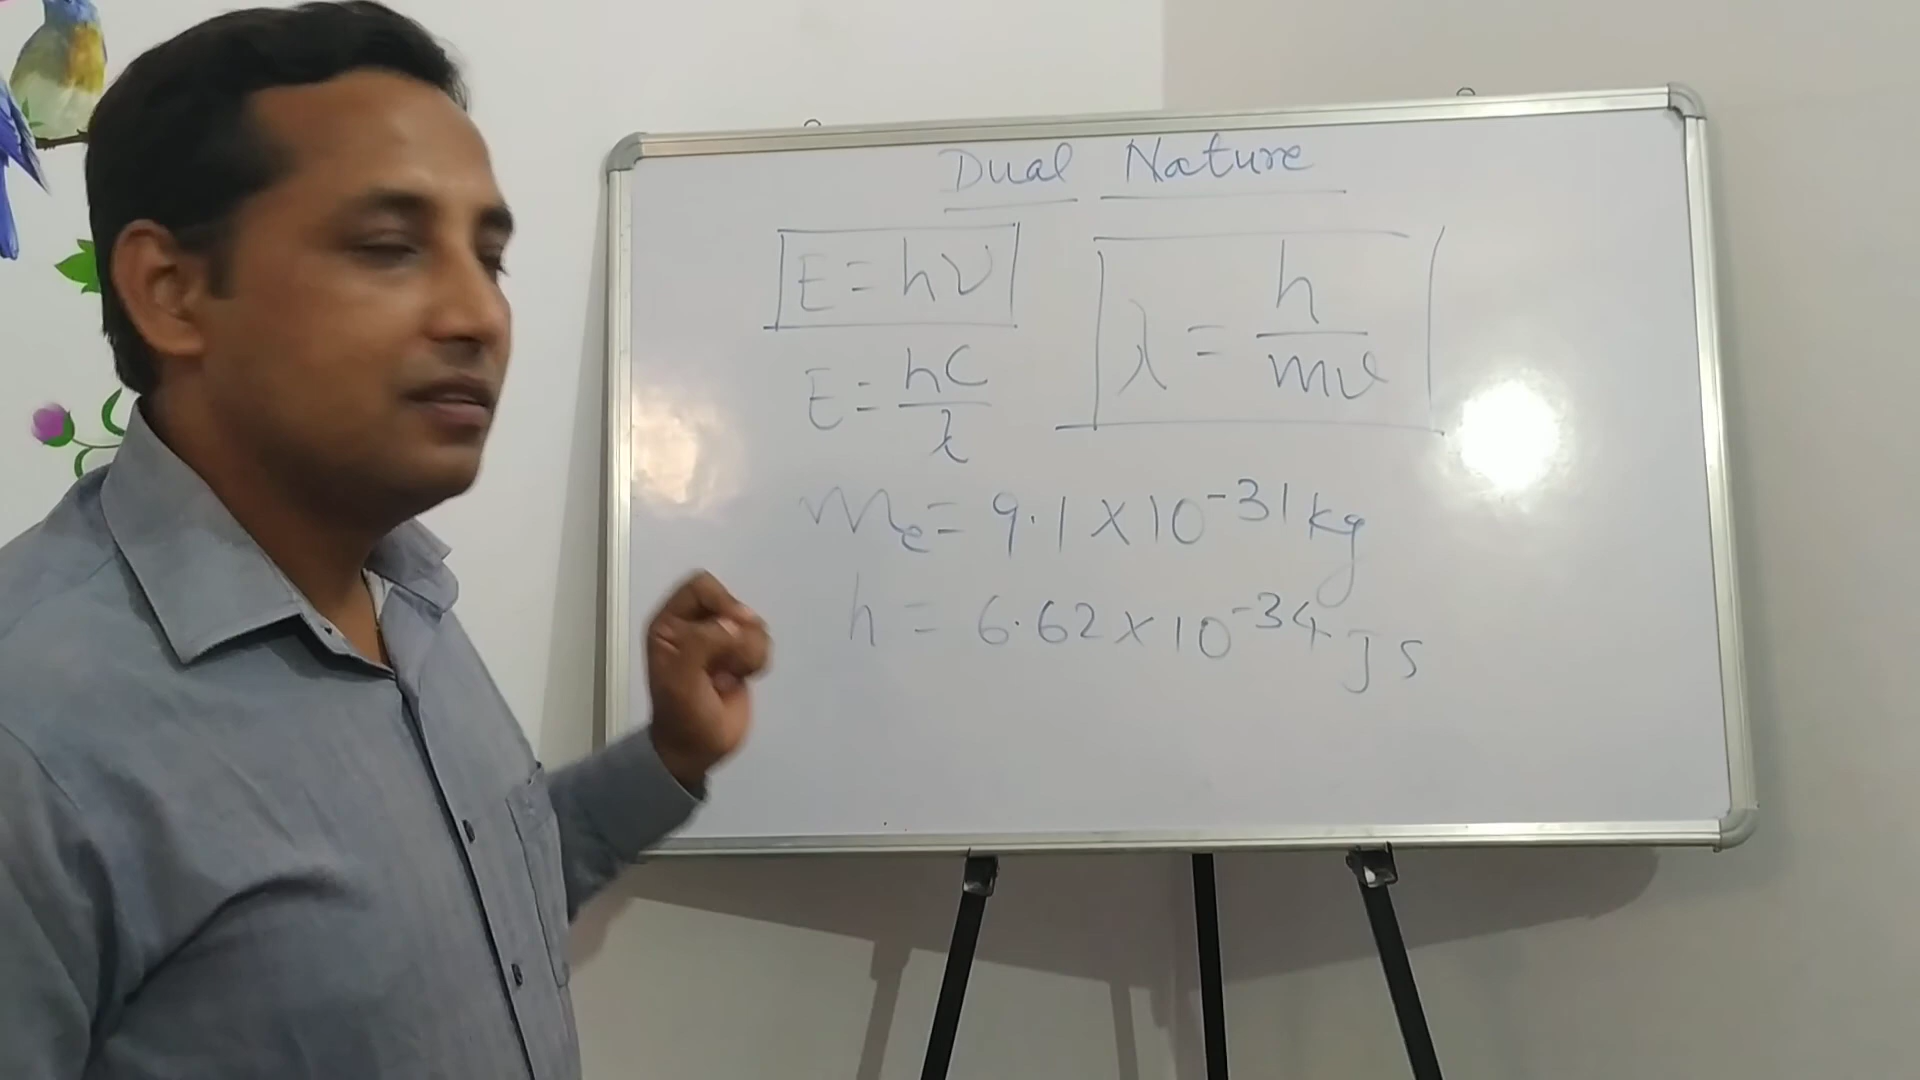 Dual Nature
E = hν
λ = h/mv
E = hc/λ
me = 9.1 × 10⁻³¹ kg
h = 6.62 × 10⁻³⁴ Js